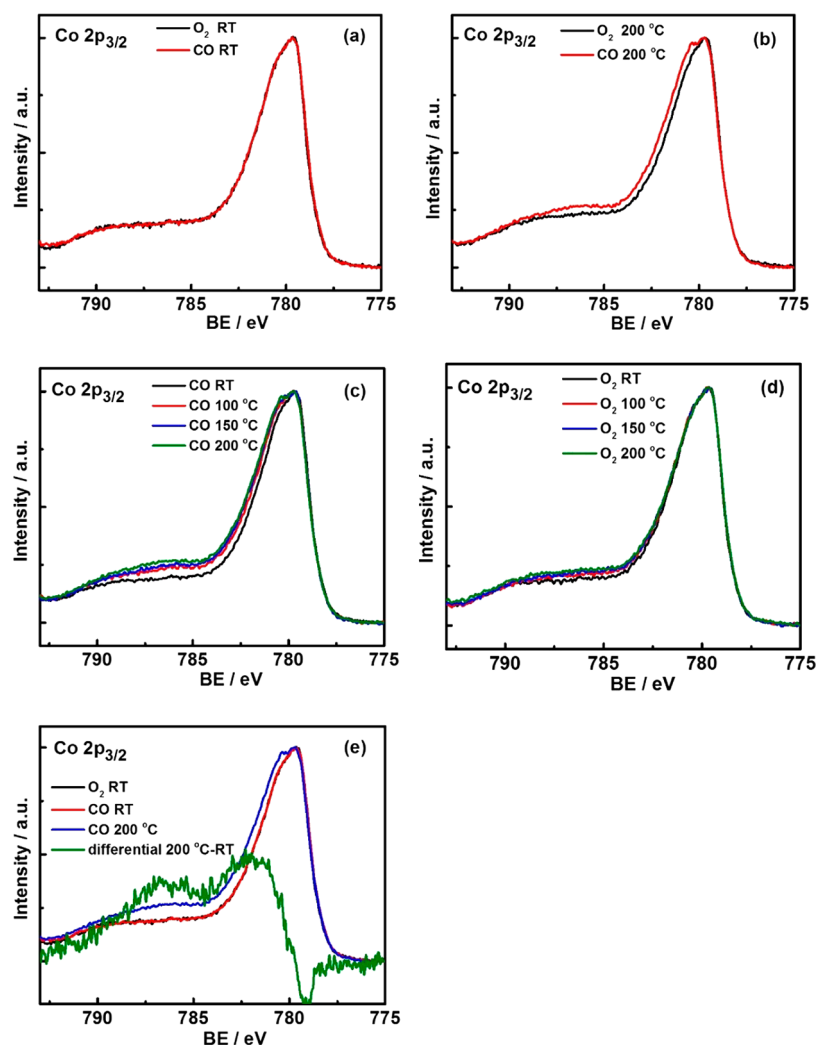 Co 2p3/2
O2 RT
CO RT
(a)
Intensity / a.u.
790 785 780 775
BE / eV
Co 2p3/2
O2 200 °C
CO 200 °C
(b)
Intensity / a.u.
790 785 780 775
BE / eV
Co 2p3/2
CO RT
CO 100 °C
CO 150 °C
CO 200 °C
(c)
Intensity / a.u.
790 785 780 775
BE / eV
Co 2p3/2
O2 RT
O2 100 °C
O2 150 °C
O2 200 °C
(d)
Intensity / a.u.
790 785 780 775
BE / eV
Co 2p3/2
O2 RT
CO RT
CO 200 °C
differential 200 °C-RT
(e)
Intensity / a.u.
790 785 780 775
BE / eV